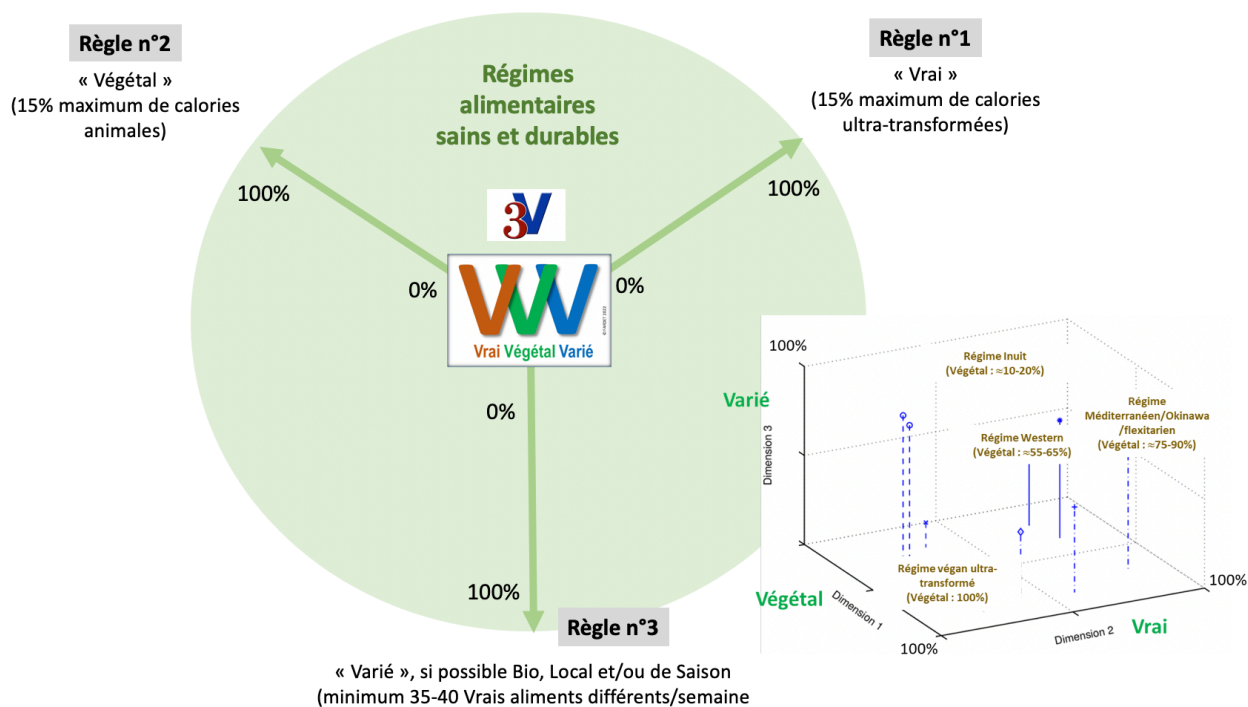 Règle n°2
« Végétal »
(15% maximum de calories
animales)
Régimes
alimentaires
sains et durables
Règle n°1
« Vrai »
(15% maximum de calories
ultra-transformées)
100%
100%
3V
0%
0%
VVV
Vrai Végétal Varié
0%
100%
Règle n°3
« Varié », si possible Bio, Local et/ou de Saison
(minimum 35-40 Vrais aliments différents/semaine
100%
Varié
Dimension 3
Régime Inuit
(Végétal : ≈10-20%)
Régime
Méditerranéen/Okinawa
/flexitarien
(Végétal : ≈75-90%)
Régime Western
(Végétal : ≈55-65%)
Régime végan ultra-
transformé
(Végétal : 100%)
Végétal
Dimension 1
100%
Dimension 2
Vrai
100%